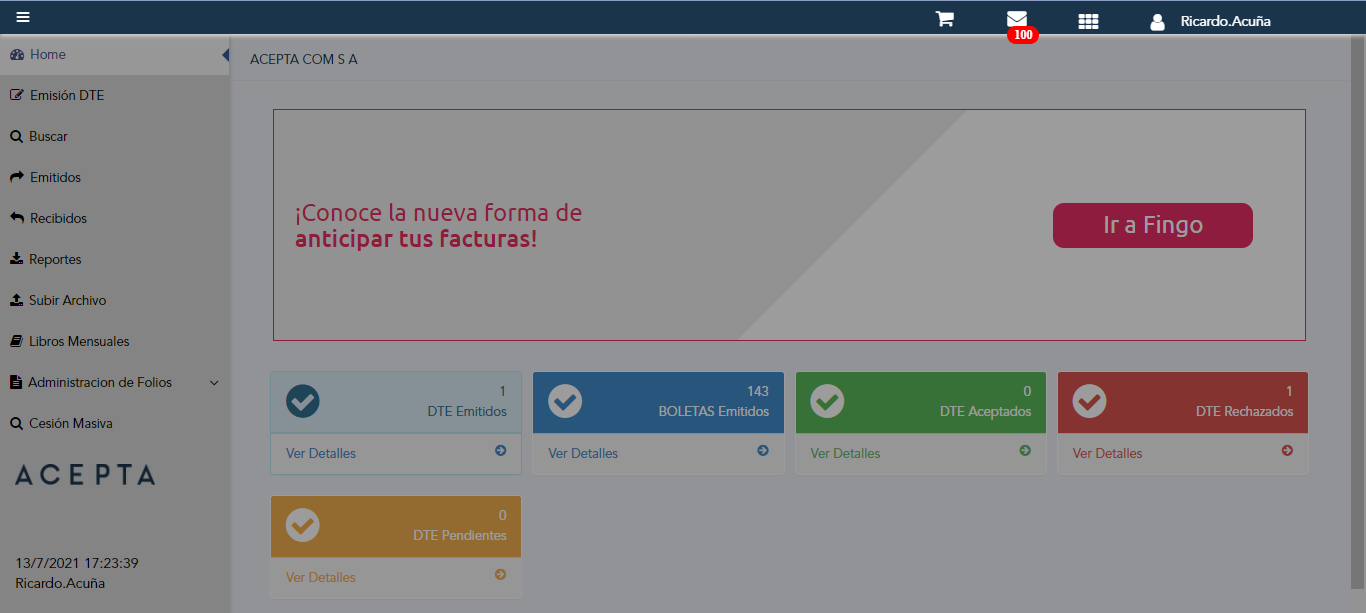 Ricardo.Acuña
100
Home
ACEPTA COM S A
Emisión DTE
Buscar
Emitidos
Recibidos
Reportes
Subir Archivo
Libros Mensuales
Administracion de Folios
Cesión Masiva
ACEPTA
13/7/2021 17:23:39
Ricardo.Acuña
¡Conoce la nueva forma de
anticipar tus facturas!
Ir a Fingo
1
DTE Emitidos
Ver Detalles
143
BOLETAS Emitidos
Ver Detalles
0
DTE Aceptados
Ver Detalles
1
DTE Rechazados
Ver Detalles
0
DTE Pendientes
Ver Detalles